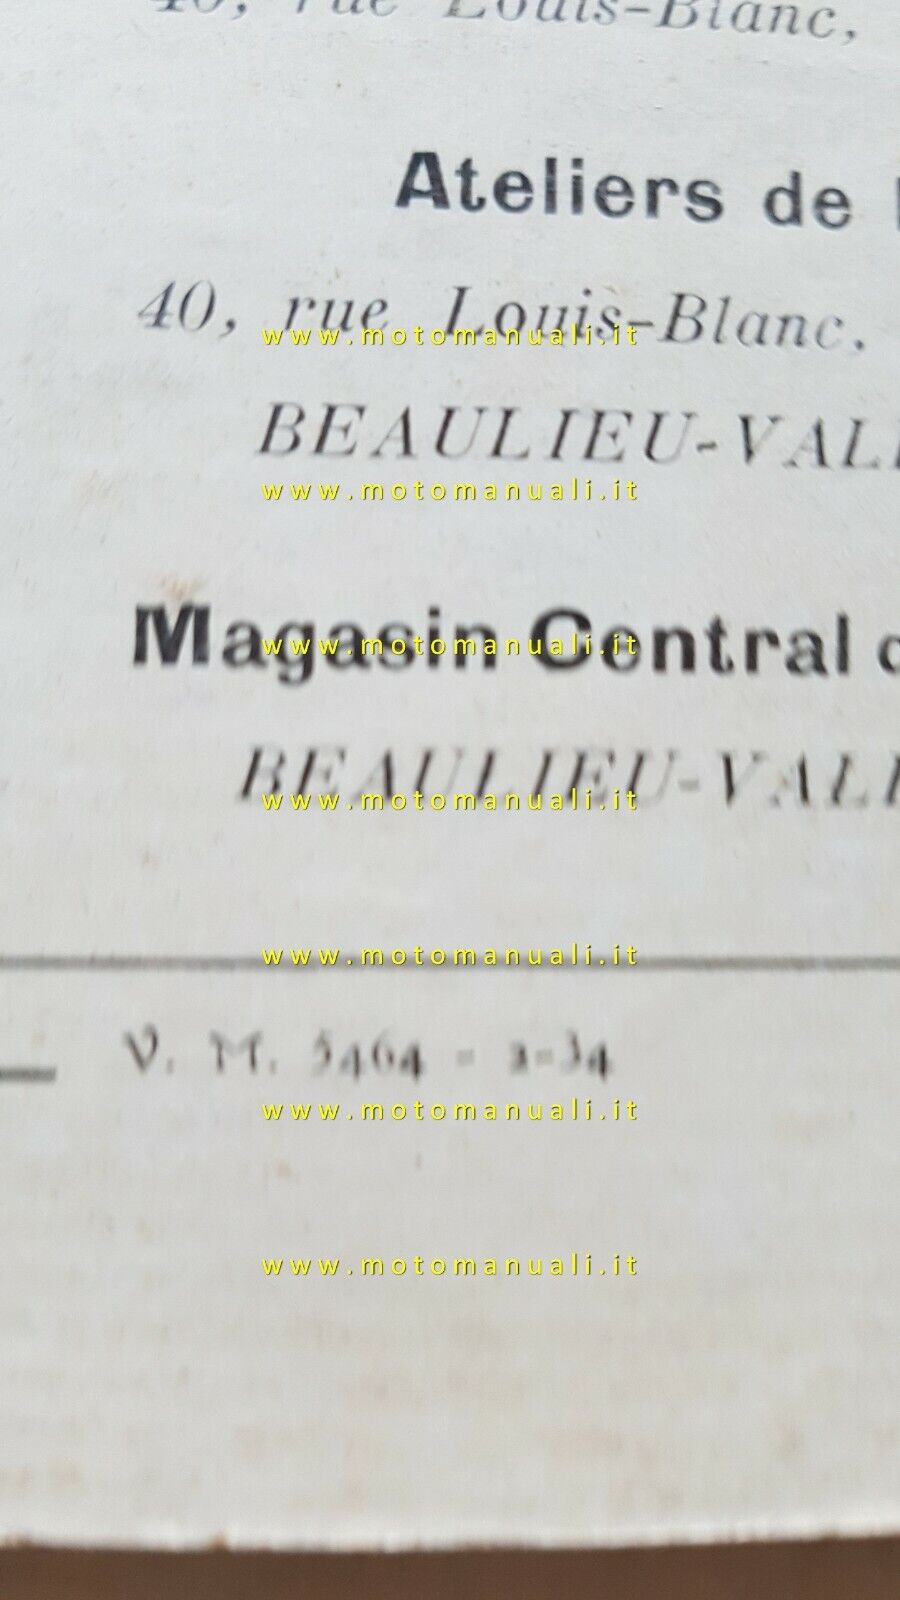 40, rue Louis-Blanc,
Ateliers de
40, rue Louis-Blanc,
www.motomanuali.it
BEAULIEU-VAL
www.motomanuali.it
Magasin Central
www.motomanuali.it
BEAULIEU-VAL
www.motomanuali.it
www.motomanuali.it
V. M. 5464 - 2-34
www.motomanuali.it
www.motomanuali.it